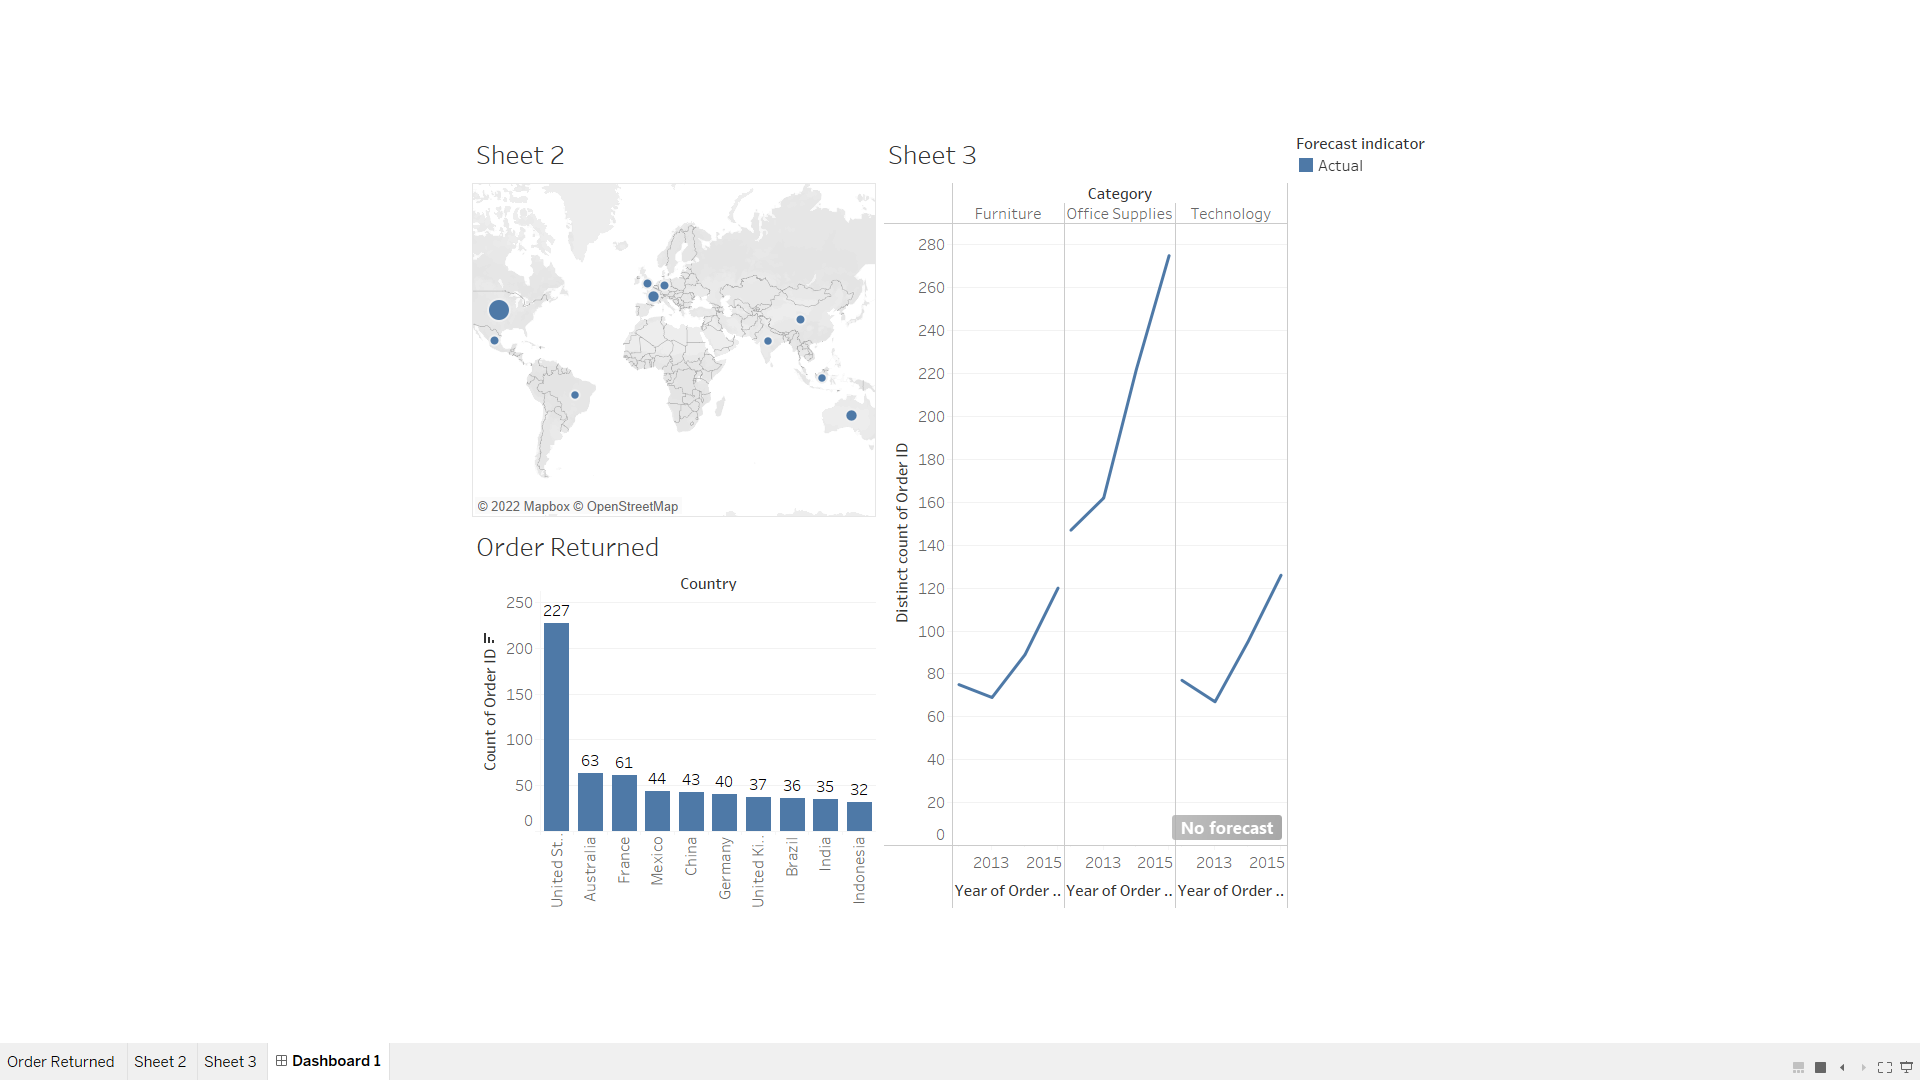 Sheet 2
© 2022 Mapbox © OpenStreetMap
Order Returned
Country
Count of Order ID
250
200
150
100
50
0
227
63
61
44
43
40
37
36
35
32
United St..
Australia
France
Mexico
China
Germany
United Ki..
Brazil
India
Indonesia
Sheet 3
Category
Furniture Office Supplies Technology
Distinct count of Order ID
280
260
240
220
200
180
160
140
120
100
80
60
40
20
0
No forecast
2013 2015 2013 2015 2013 2015
Year of Order .. Year of Order .. Year of Order ..
Forecast indicator
Actual
Order Returned Sheet 2 Sheet 3 Dashboard 1